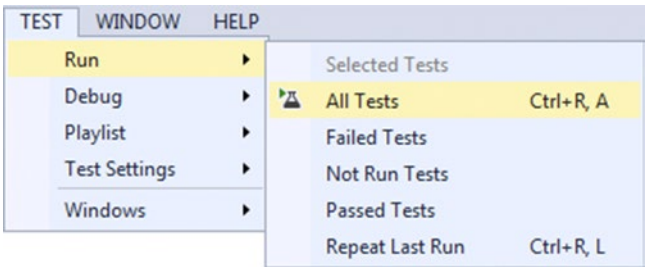 TEST WINDOW HELP
Run
Debug
Playlist
Test Settings
Windows
Selected Tests
All Tests Ctrl+R, A
Failed Tests
Not Run Tests
Passed Tests
Repeat Last Run Ctrl+R, L